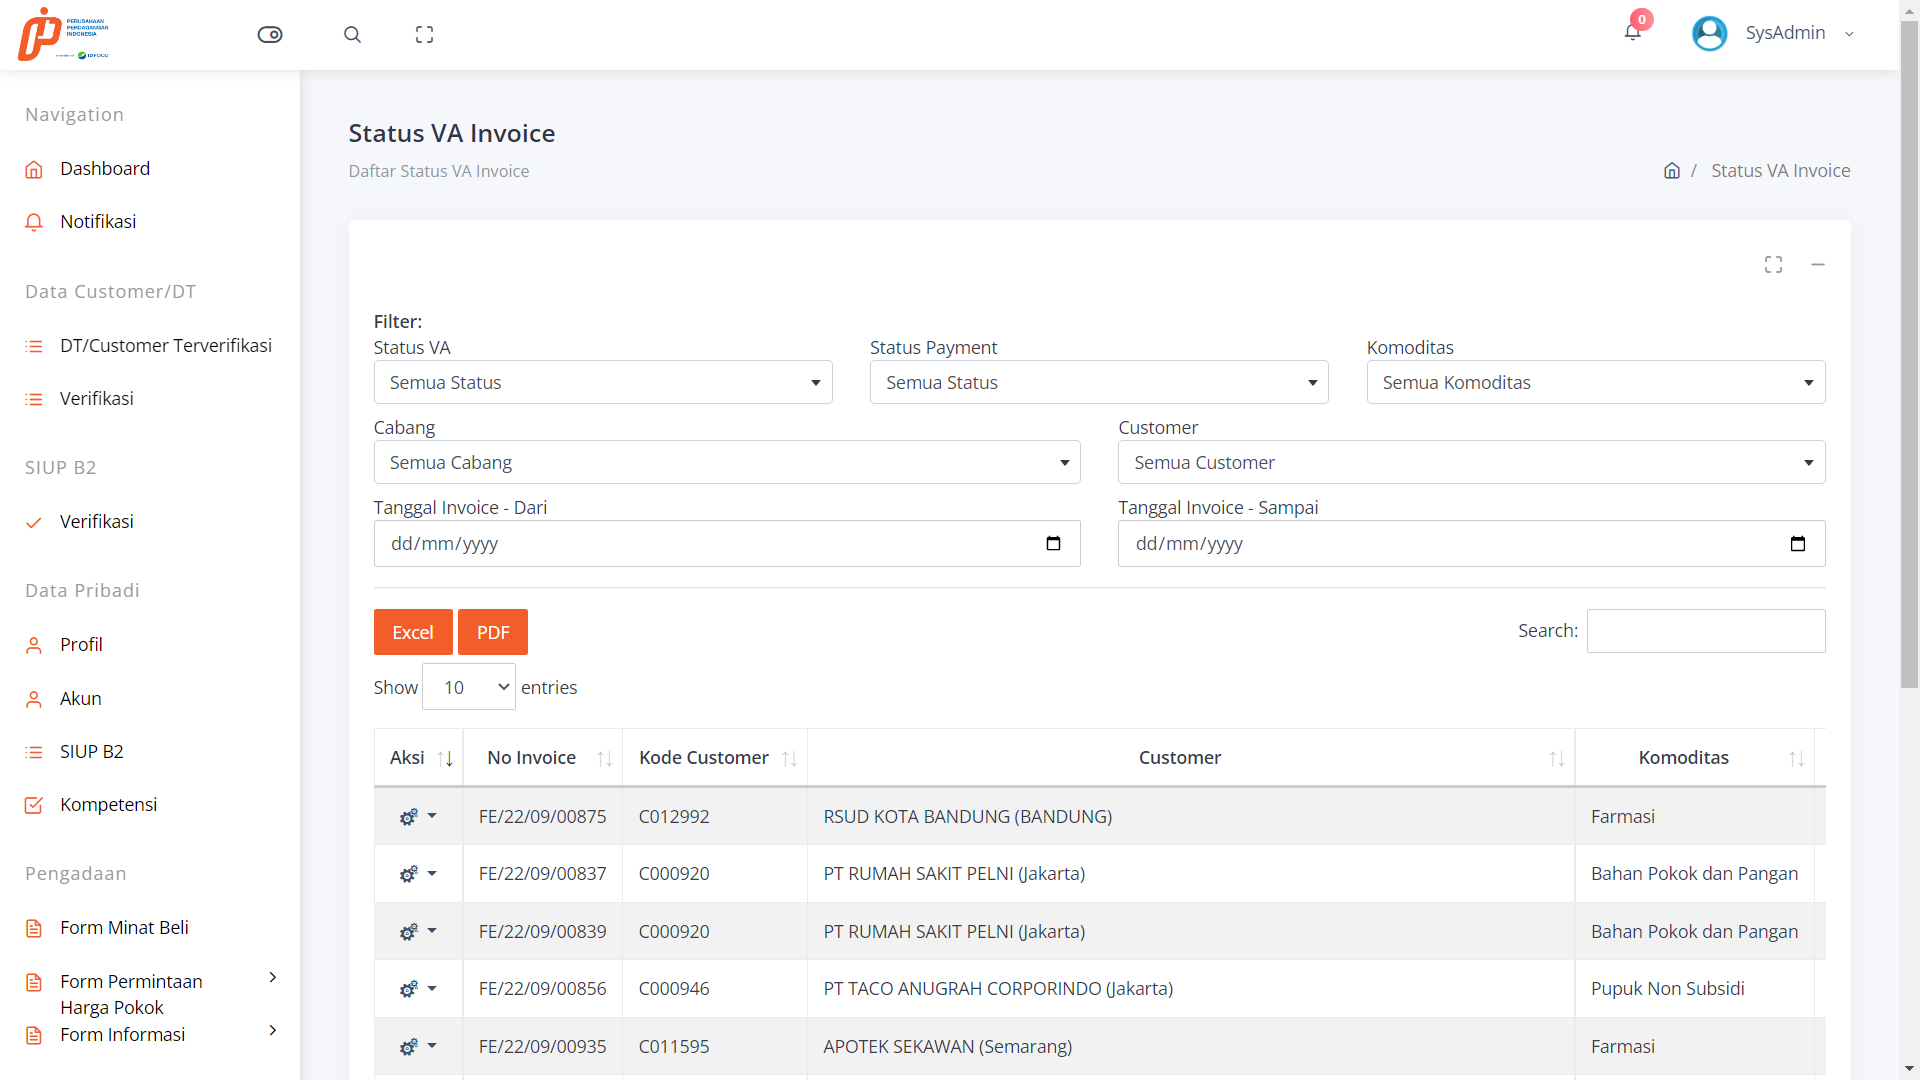 PERUSAHAAN
PERDAGANGAN
INDONESIA
0
SysAdmin
Navigation
Dashboard
Notifikasi
Data Customer/DT
DT/Customer Terverifikasi
Verifikasi
SIUP B2
Verifikasi
Data Pribadi
Profil
Akun
SIUP B2
Kompetensi
Pengadaan
Form Minat Beli
Form Permintaan
Harga Pokok
Form Informasi
Status VA Invoice
Daftar Status VA Invoice
/ Status VA Invoice
Filter:
Status VA Status Payment Komoditas
Semua Status Semua Status Semua Komoditas
Cabang Customer
Semua Cabang Semua Customer
Tanggal Invoice - Dari Tanggal Invoice - Sampai
dd/mm/yyyy dd/mm/yyyy
Excel PDF Search:
Show 10 entries
Aksi No Invoice Kode Customer Customer Komoditas
FE/22/09/00875 C012992 RSUD KOTA BANDUNG (BANDUNG) Farmasi
FE/22/09/00837 C000920 PT RUMAH SAKIT PELNI (Jakarta) Bahan Pokok dan Pangan
FE/22/09/00839 C000920 PT RUMAH SAKIT PELNI (Jakarta) Bahan Pokok dan Pangan
FE/22/09/00856 C000946 PT TACO ANUGRAH CORPORINDO (Jakarta) Pupuk Non Subsidi
FE/22/09/00935 C011595 APOTEK SEKAWAN (Semarang) Farmasi